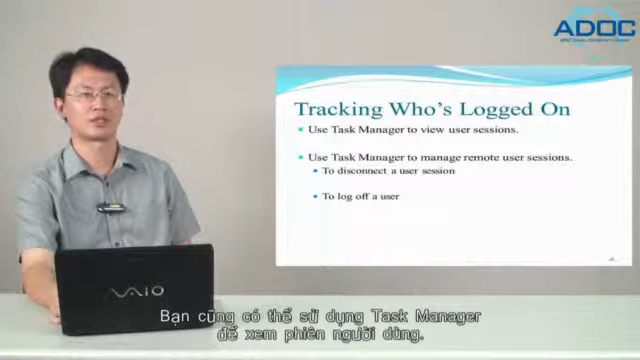 ADOC
Tracking Who's Logged On
Use Task Manager to view user sessions.
Use Task Manager to manage remote user sessions.
To disconnect a user session
To log off a user
VAIO
Bạn cũng có thể sử dụng Task Manager
để xem phiên người dùng.